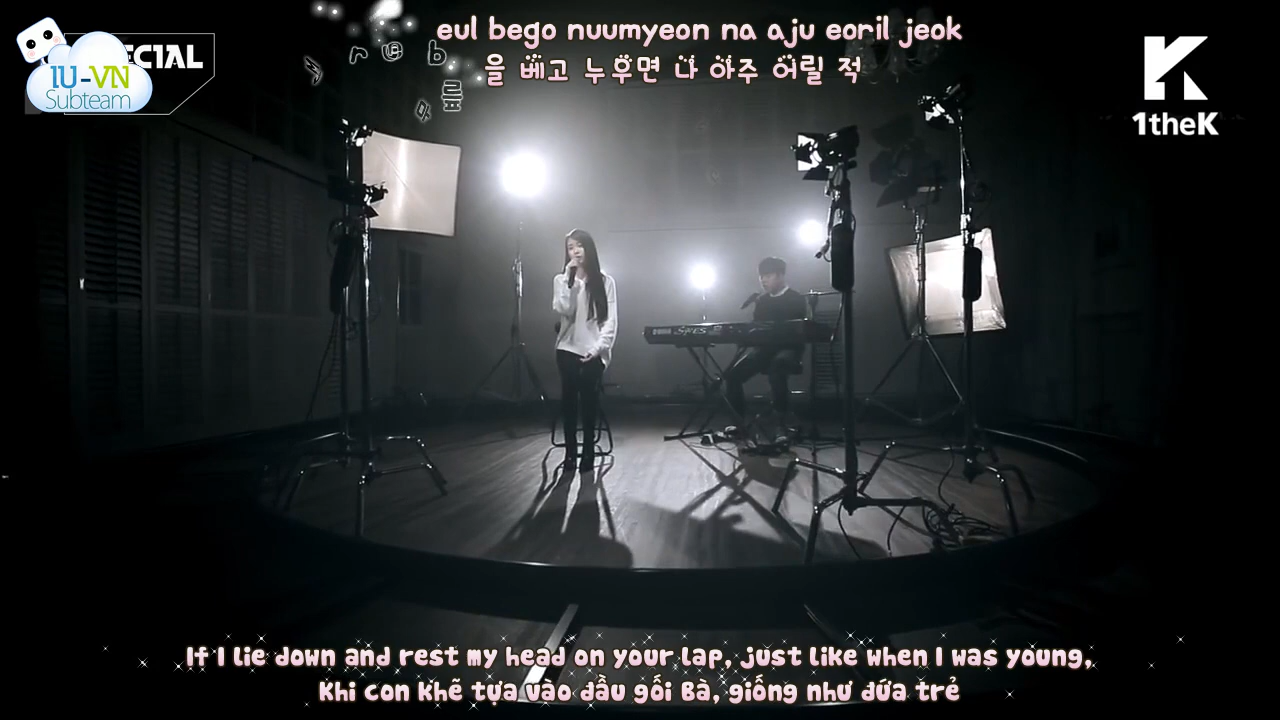 eul bego nuumyeon na aju eoril jeok
을 베고 누우면 나 아주 어릴 적
r e b
름
EC1AL
IU-VN
Subteam
1theK
If I lie down and rest my head on your lap, just like when I was young,
Khi con khẽ tựa vào đầu gối Bà, giống như đứa trẻ